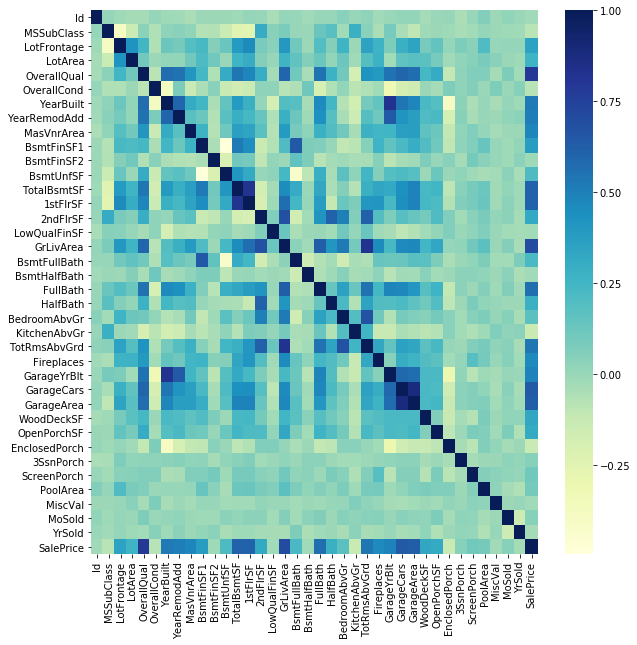 Id
MSSubClass
LotFrontage
LotArea
OverallQual
OverallCond
YearBuilt
YearRemodAdd
MasVnrArea
BsmtFinSF1
BsmtFinSF2
BsmtUnfSF
TotalBsmtSF
1stFlrSF
2ndFlrSF
LowQualFinSF
GrLivArea
BsmtFullBath
BsmtHalfBath
FullBath
HalfBath
BedroomAbvGr
KitchenAbvGr
TotRmsAbvGrd
Fireplaces
GarageYrBlt
GarageCars
GarageArea
WoodDeckSF
OpenPorchSF
EnclosedPorch
3SsnPorch
ScreenPorch
PoolArea
MiscVal
MoSold
YrSold
SalePrice
Id
MSSubClass
LotFrontage
LotArea
OverallQual
OverallCond
YearBuilt
YearRemodAdd
MasVnrArea
BsmtFinSF1
BsmtFinSF2
BsmtUnfSF
TotalBsmtSF
1stFlrSF
2ndFlrSF
LowQualFinSF
GrLivArea
BsmtFullBath
BsmtHalfBath
FullBath
HalfBath
BedroomAbvGr
KitchenAbvGr
TotRmsAbvGrd
Fireplaces
GarageYrBlt
GarageCars
GarageArea
WoodDeckSF
OpenPorchSF
EnclosedPorch
3SsnPorch
ScreenPorch
PoolArea
MiscVal
MoSold
YrSold
SalePrice
1.00
0.75
0.50
0.25
0.00
−0.25